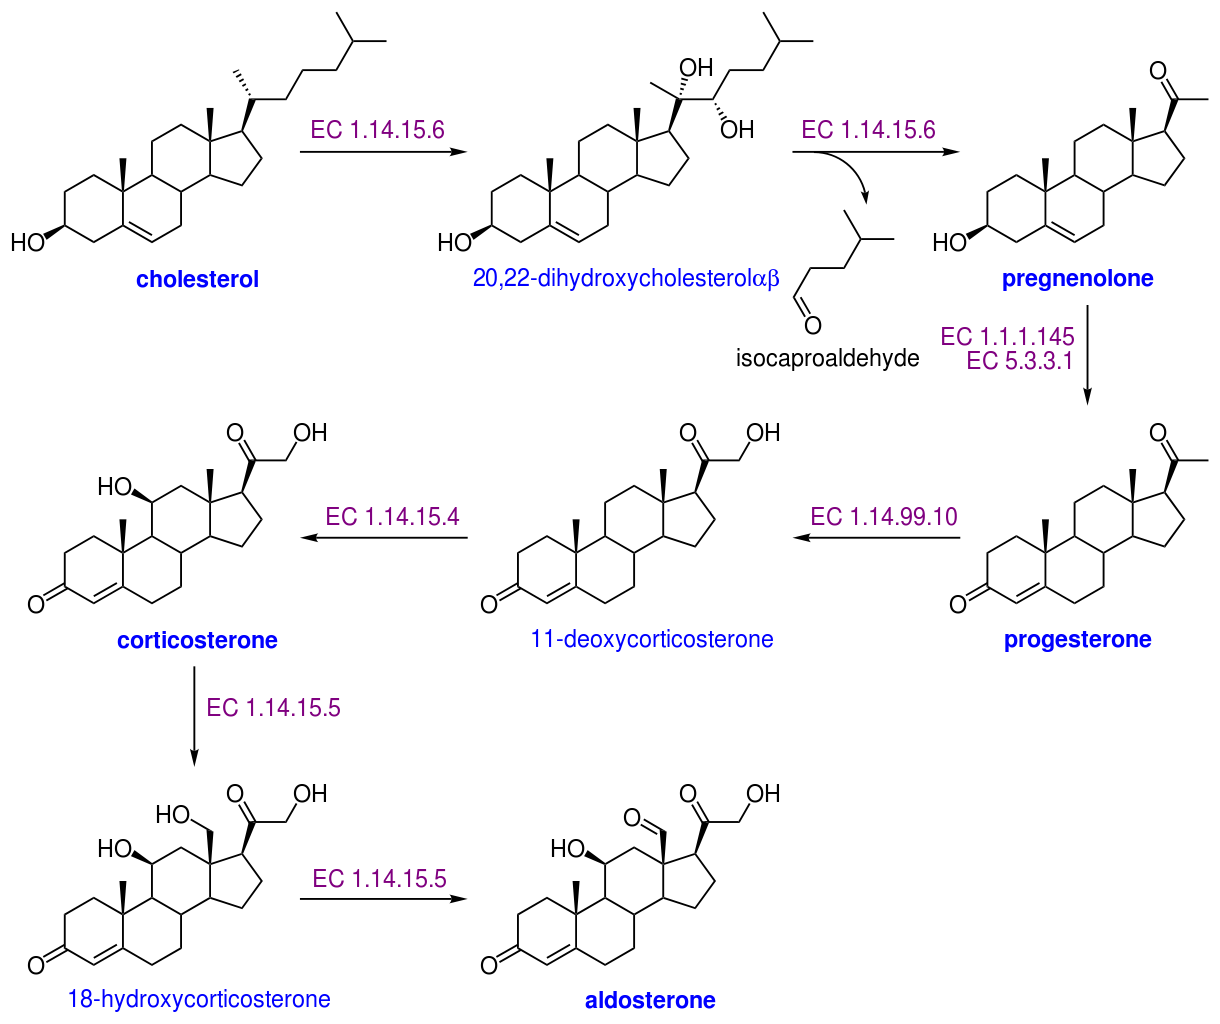 OH
O
EC 1.14.15.6
EC 1.14.15.6
OH
HO
HO
HO
cholesterol
20,22-dihydroxycholesterolαβ
pregnenolone
O
isocaproaldehyde
EC 1.1.1.145
EC 5.3.3.1
O
OH
O
OH
O
HO
EC 1.14.15.4
EC 1.14.99.10
O
O
O
corticosterone
11-deoxycorticosterone
progesterone
EC 1.14.15.5
O
OH
O
OH
HO
O
HO
HO
EC 1.14.15.5
O
O
18-hydroxycorticosterone
aldosterone